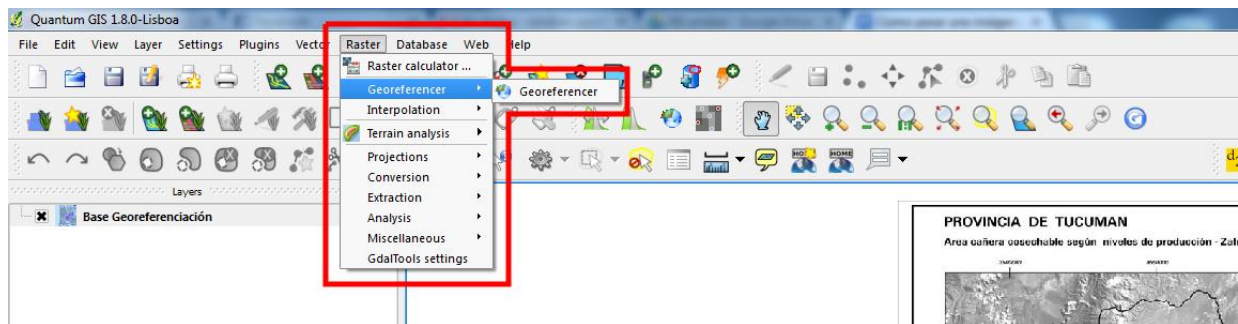 Quantum GIS 1.8.0-Lisboa
File Edit View Layer Settings Plugins Vector Raster Database Web Help
Raster calculator ...
Georeferencer
Georeferencer
Interpolation
Terrain analysis
Projections
Conversion
Extraction
Analysis
Miscellaneous
GdalTools settings
Layers
Base Georeferenciación
PROVINCIA DE TUCUMAN
Area cañera cosechable según niveles de producción -